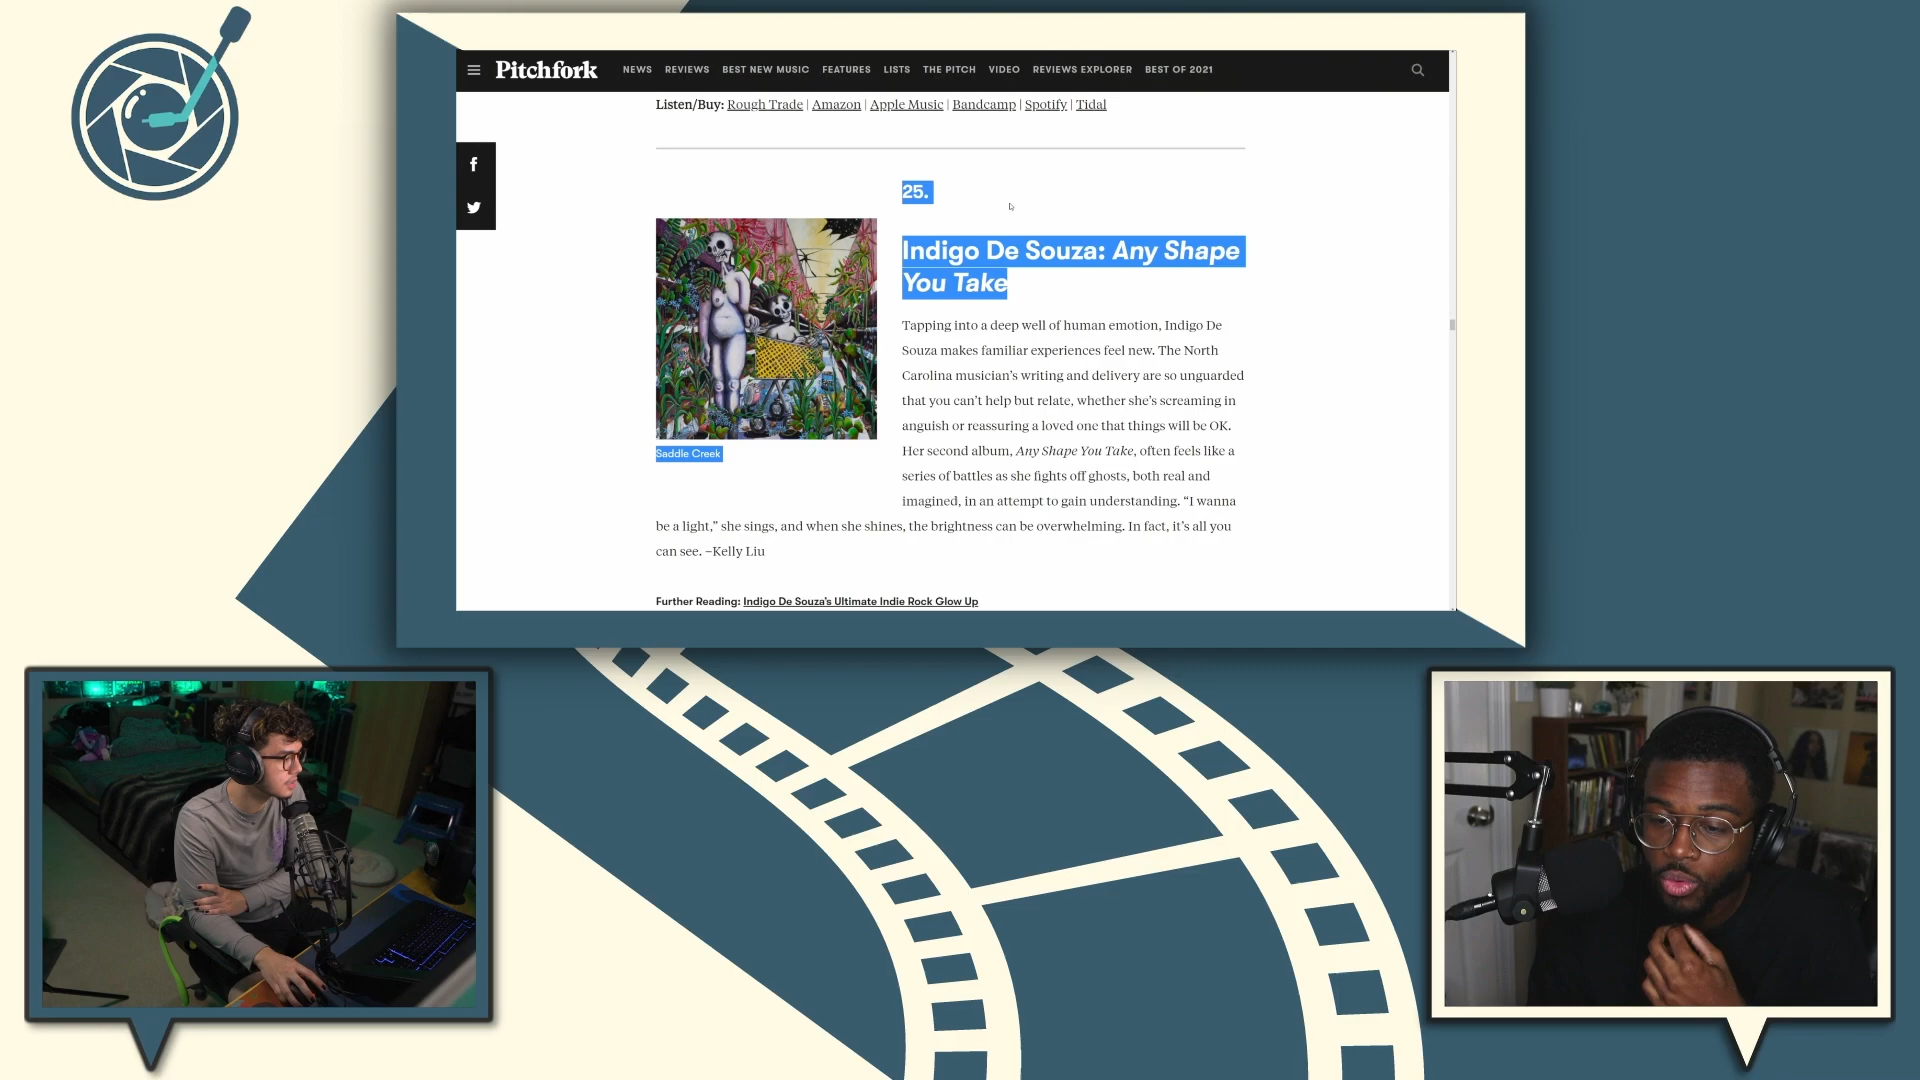 Pitchfork NEWS REVIEWS BEST NEW MUSIC FEATURES LISTS THE PITCH VIDEO REVIEWS EXPLORER BEST OF 2021
Listen/Buy: Rough Trade | Amazon | Apple Music | Bandcamp | Spotify | Tidal
25.
Indigo De Souza: Any Shape
You Take
Saddle Creek
Tapping into a deep well of human emotion, Indigo De
Souza makes familiar experiences feel new. The North
Carolina musician’s writing and delivery are so unguarded
that you can’t help but relate, whether she’s screaming in
anguish or reassuring a loved one that things will be OK.
Her second album, Any Shape You Take, often feels like a
series of battles as she fights off ghosts, both real and
imagined, in an attempt to gain understanding. “I wanna
be a light,” she sings, and when she shines, the brightness can be overwhelming. In fact, it’s all you
can see. –Kelly Liu
Further Reading: Indigo De Souza’s Ultimate Indie Rock Glow Up